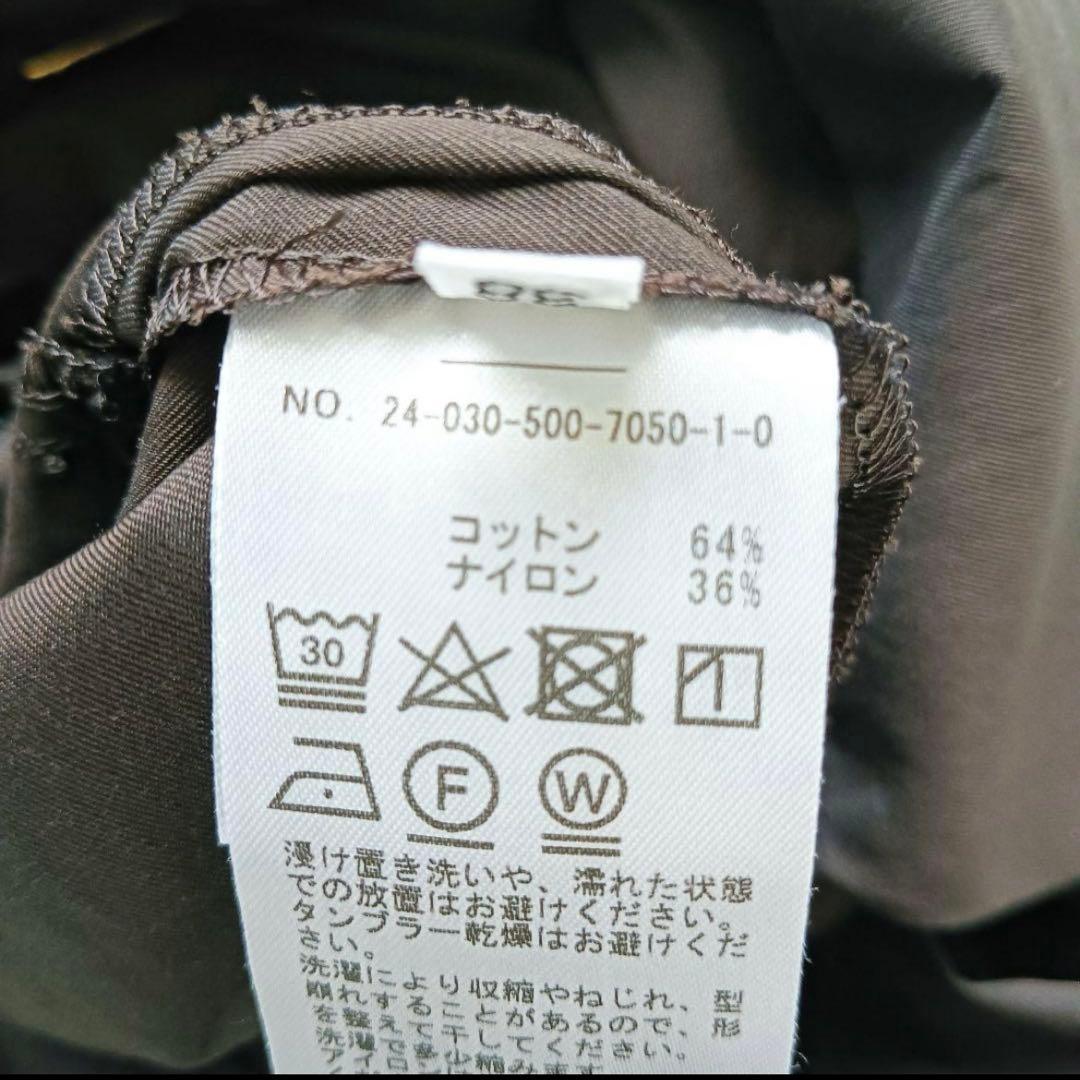 38
NO. 24-030-500-7050-1-0
コットン 64%
ナイロン 36%
30
F
W
浸け置き洗いや、濡れた状態
での放置はお避けください。
タンブラー乾燥はお避けくだ
さい。
洗濯により収縮やねじれ、型
崩れすることがあるので、形
を整えて干してください。